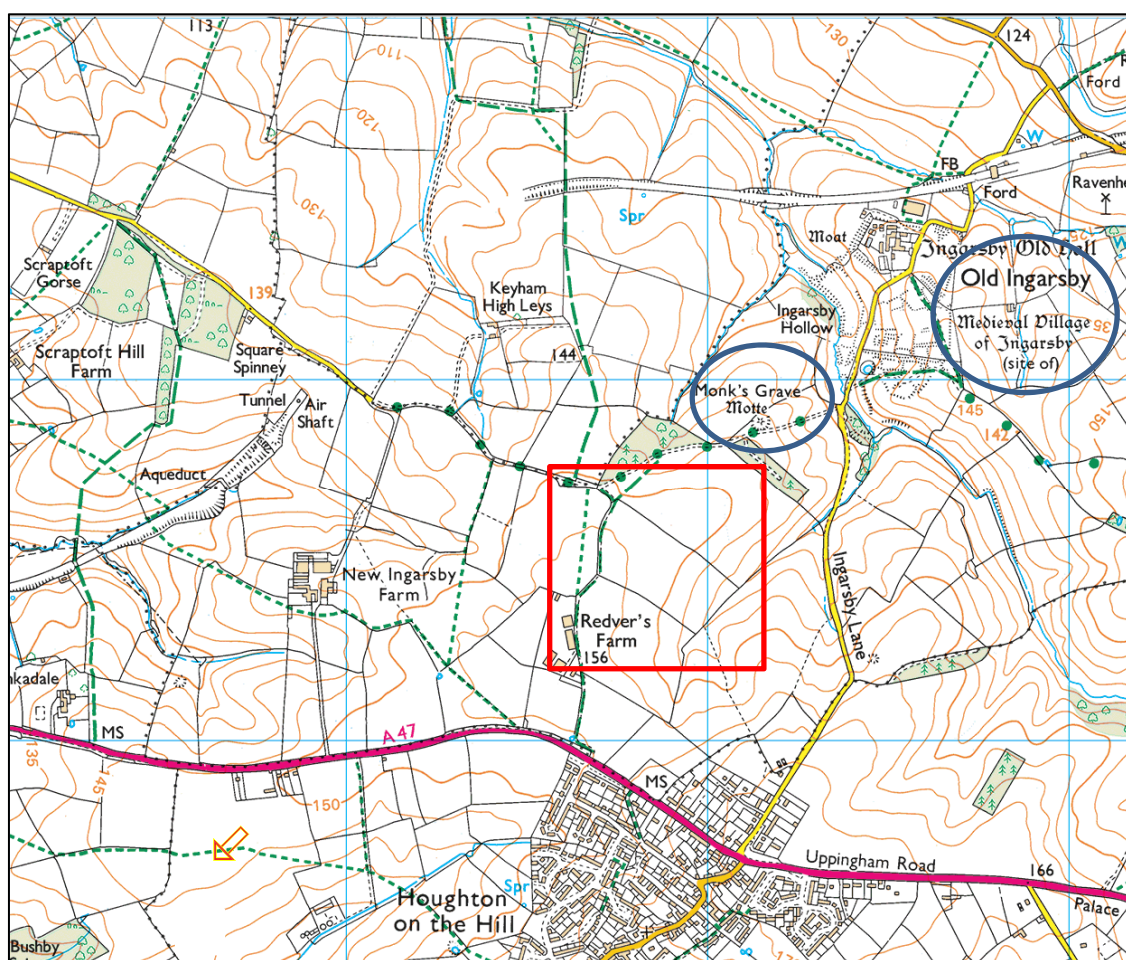 113
110
130
124
Ford
120
W
FB
Ford
130
Spr
Ravenhe
Moat
Ingarsby Old Hall
Scraptoft
Gorse
Old Ingarsby
139
Keyham
High Leys
Ingarsby
Hollow
Medieval Village
of Ingarsby
(site of)
35
Square
Spinney
Scraptoft Hill
Farm
144
Tunnel
Air
Shaft
Monk's Grave
Motte
145
142
150
Aqueduct
New Ingarsby
Farm
Ingarsby Lane
Redver's
Farm
156
nkadale
MS
A 47
135
145
MS
150
Uppingham Road
166
Palace
Houghton
on the Hill
Spr
Bushby